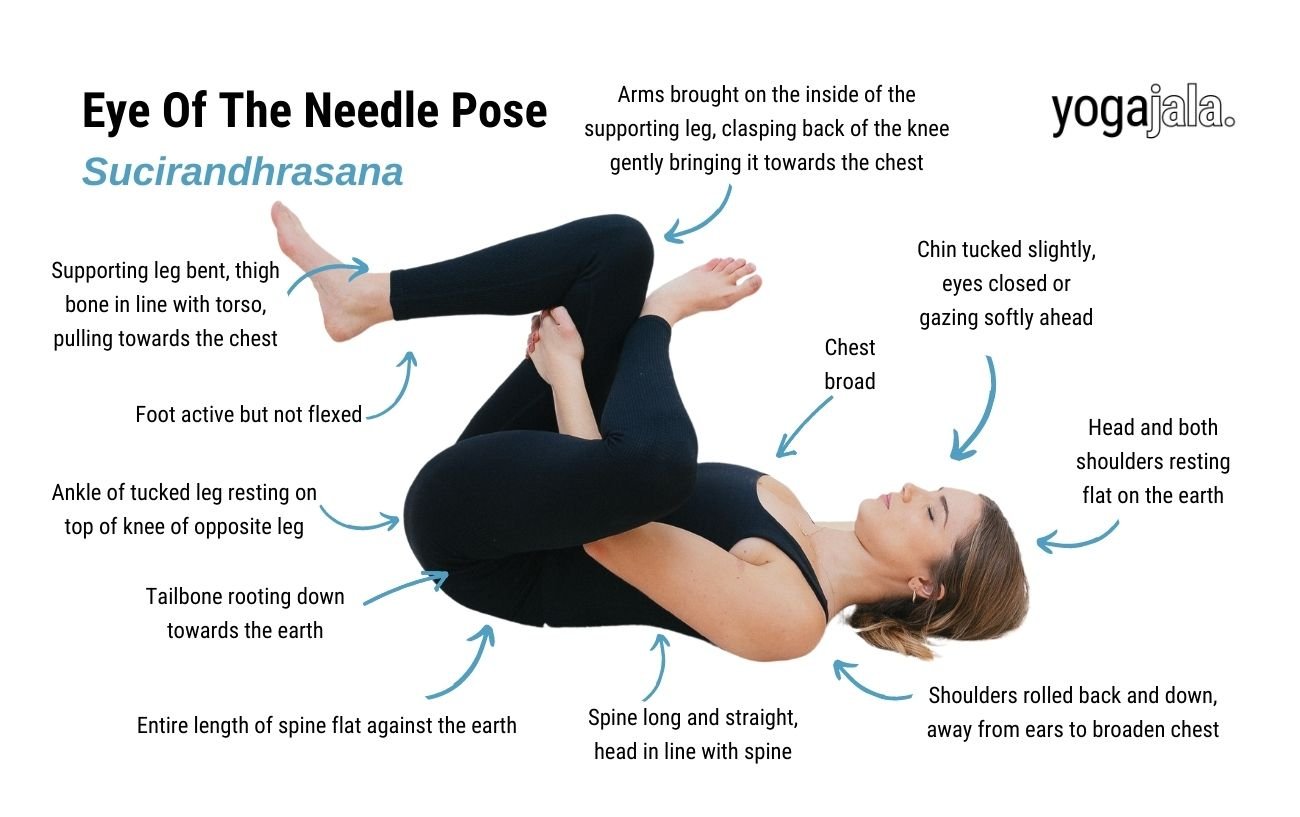 Eye Of The Needle Pose
Sucirandhrasana
Arms brought on the inside of the
supporting leg, clasping back of the knee
gently bringing it towards the chest
yogajala.
Supporting leg bent, thigh
bone in line with torso,
pulling towards the chest
Chin tucked slightly,
eyes closed or
gazing softly ahead
Chest
broad
Foot active but not flexed
Head and both
shoulders resting
flat on the earth
Ankle of tucked leg resting on
top of knee of opposite leg
Tailbone rooting down
towards the earth
Entire length of spine flat against the earth
Spine long and straight,
head in line with spine
Shoulders rolled back and down,
away from ears to broaden chest